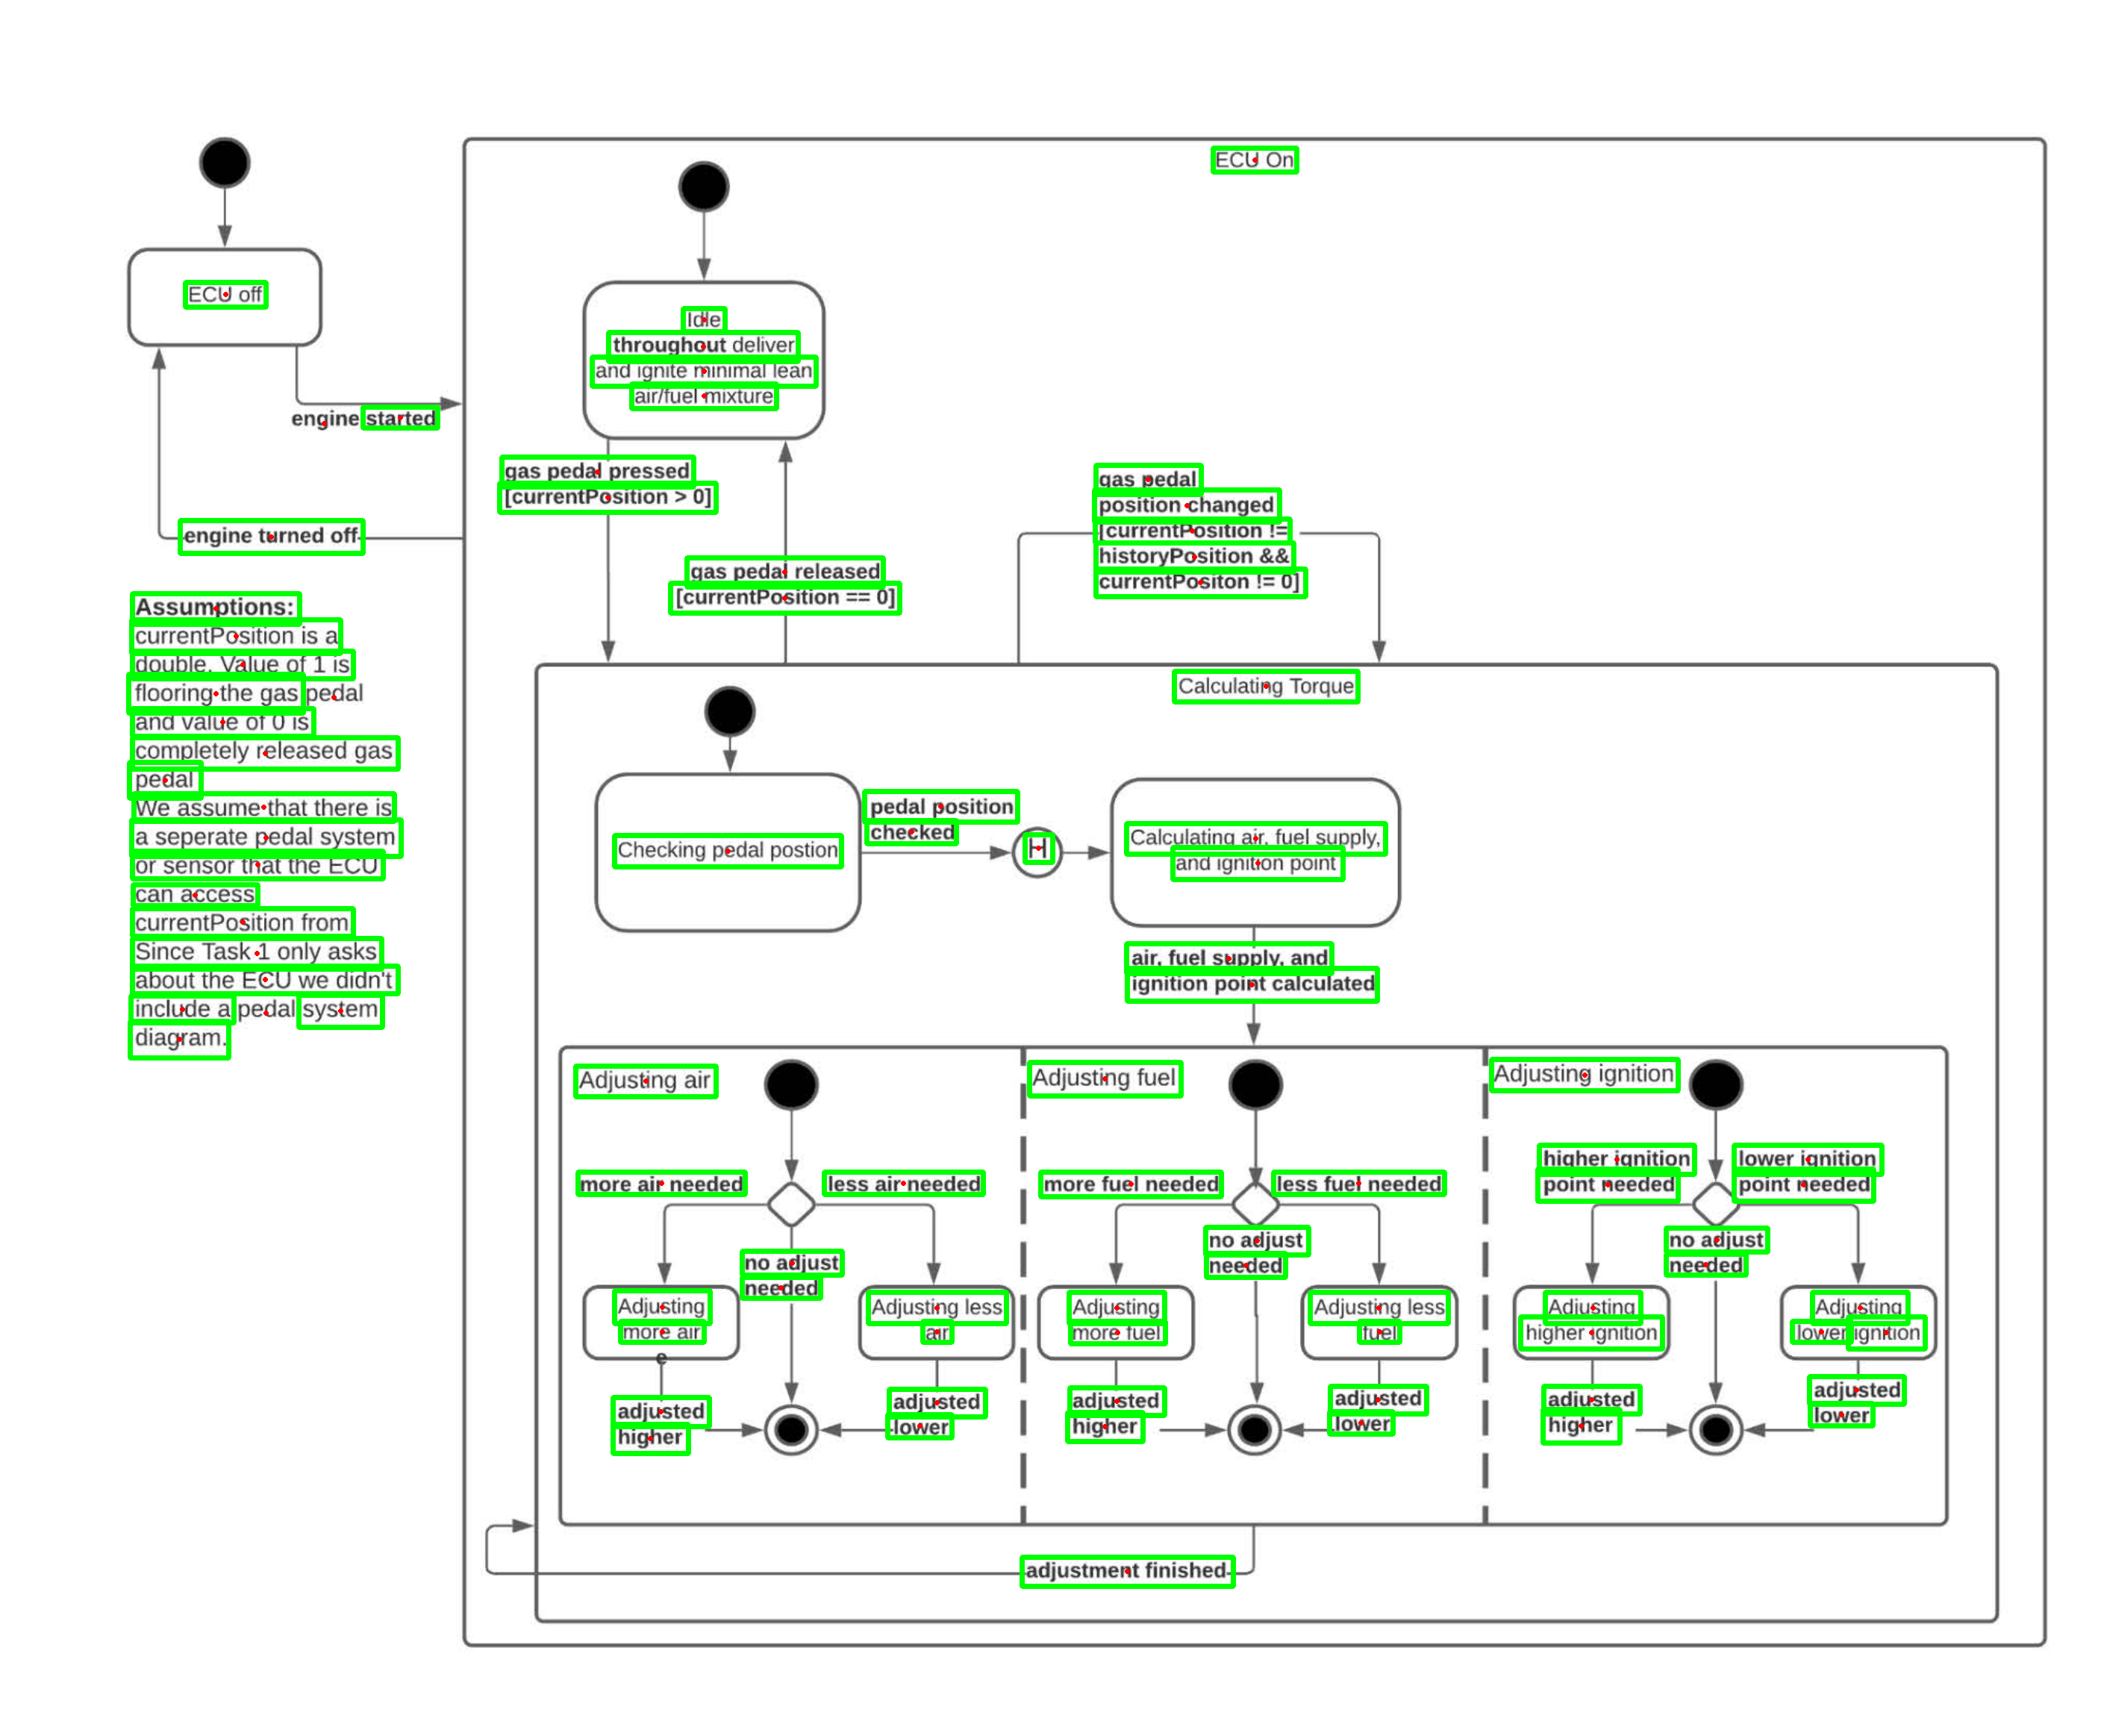 ECU On
ECU off
Idle
throughout deliver
and ignite minimal lean
air/fuel mixture
engine started
gas pedal pressed
[currentPosition > 0]
gas pedal
position changed
[currentPosition !=
historyPosition &&
currentPositon != 0]
engine turned off
gas pedal released
[currentPosition == 0]
Assumptions:
currentPosition is a
double. Value of 1 is
flooring the gas pedal
and value of 0 is
completely released gas
pedal
We assume that there is
a seperate pedal system
or sensor that the ECU
can access
currentPosition from
Since Task 1 only asks
about the ECU we didn't
include a pedal system
diagram.
Calculating Torque
Checking pedal postion
pedal position
checked
H
Calculating air, fuel supply,
and ignition point
air, fuel supply, and
ignition point calculated
Adjusting air
more air needed
less air needed
no adjust
needed
Adjusting
more air
e
Adjusting less
air
adjusted
higher
adjusted
lower
Adjusting fuel
more fuel needed
less fuel needed
no adjust
needed
Adjusting
more fuel
Adjusting less
fuel
adjusted
higher
adjusted
lower
Adjusting ignition
higher ignition
point needed
lower ignition
point needed
no adjust
needed
Adjusting
higher ignition
Adjusting
lower ignition
adjusted
higher
adjusted
lower
adjustment finished